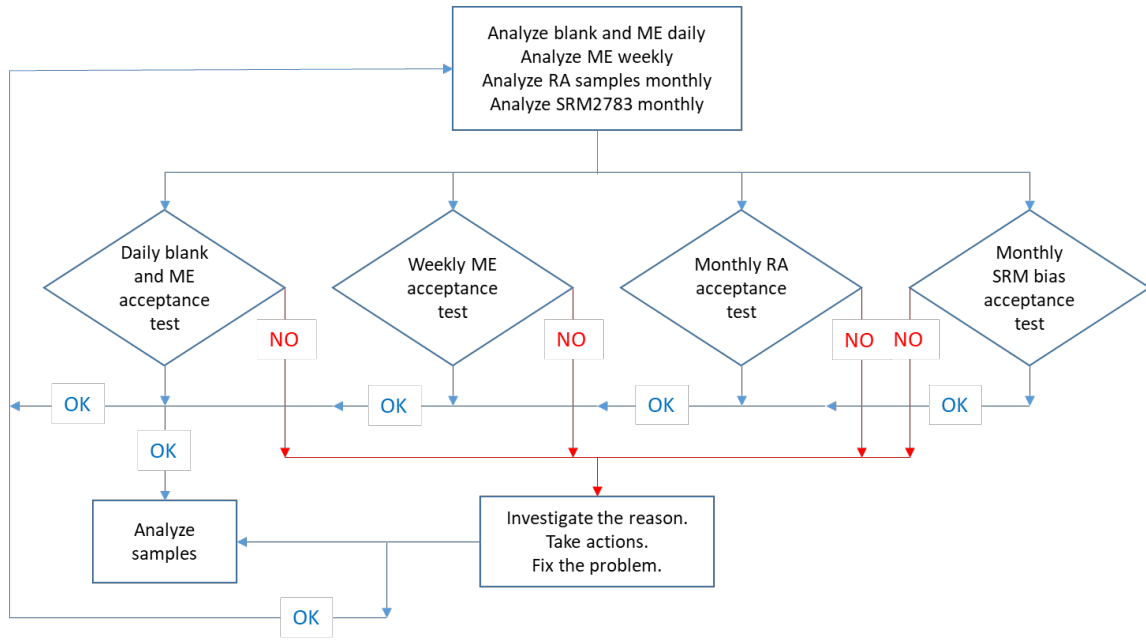 Analyze blank and ME daily
Analyze ME weekly
Analyze RA samples monthly
Analyze SRM2783 monthly
Daily blank
and ME
acceptance
test
Weekly ME
acceptance
test
Monthly RA
acceptance
test
Monthly
SRM bias
acceptance
test
NO
NO
NO
NO
OK
OK
OK
OK
OK
Analyze
samples
Investigate the reason.
Take actions.
Fix the problem.
OK